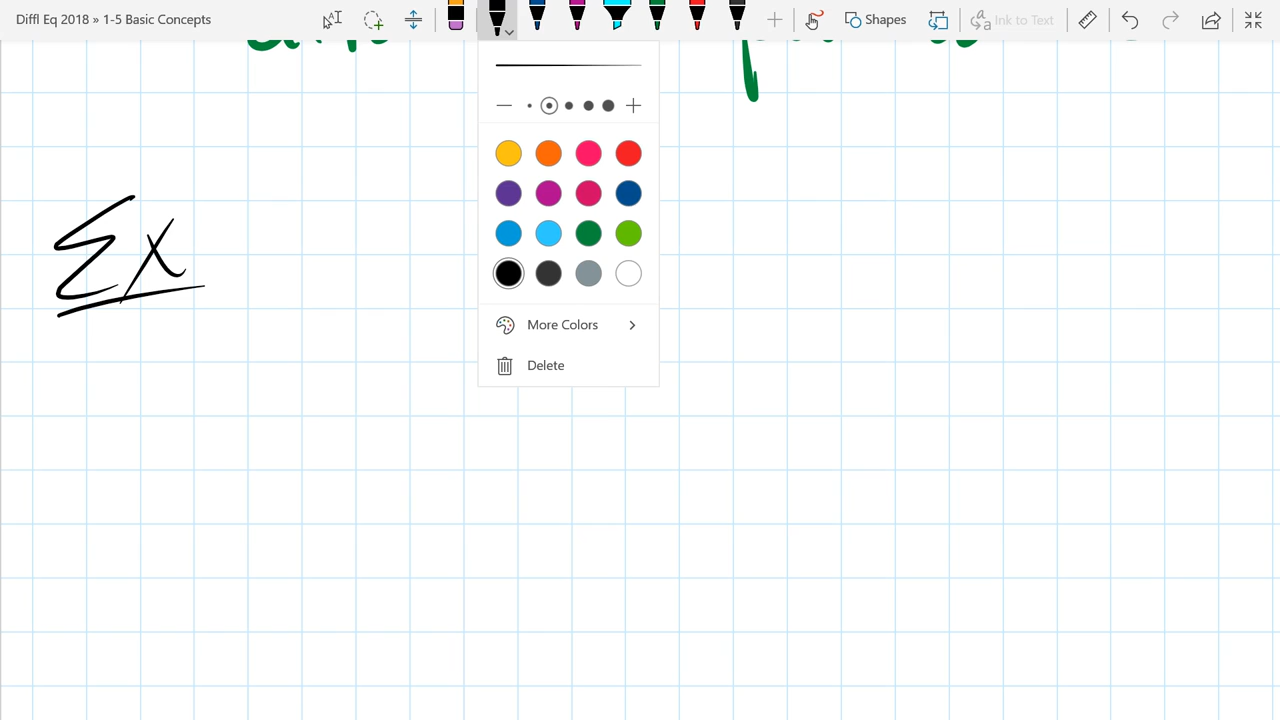 Diffl Eq 2018 » 1-5 Basic Concepts
Shapes
Ink to Text
More Colors
Delete
Ex